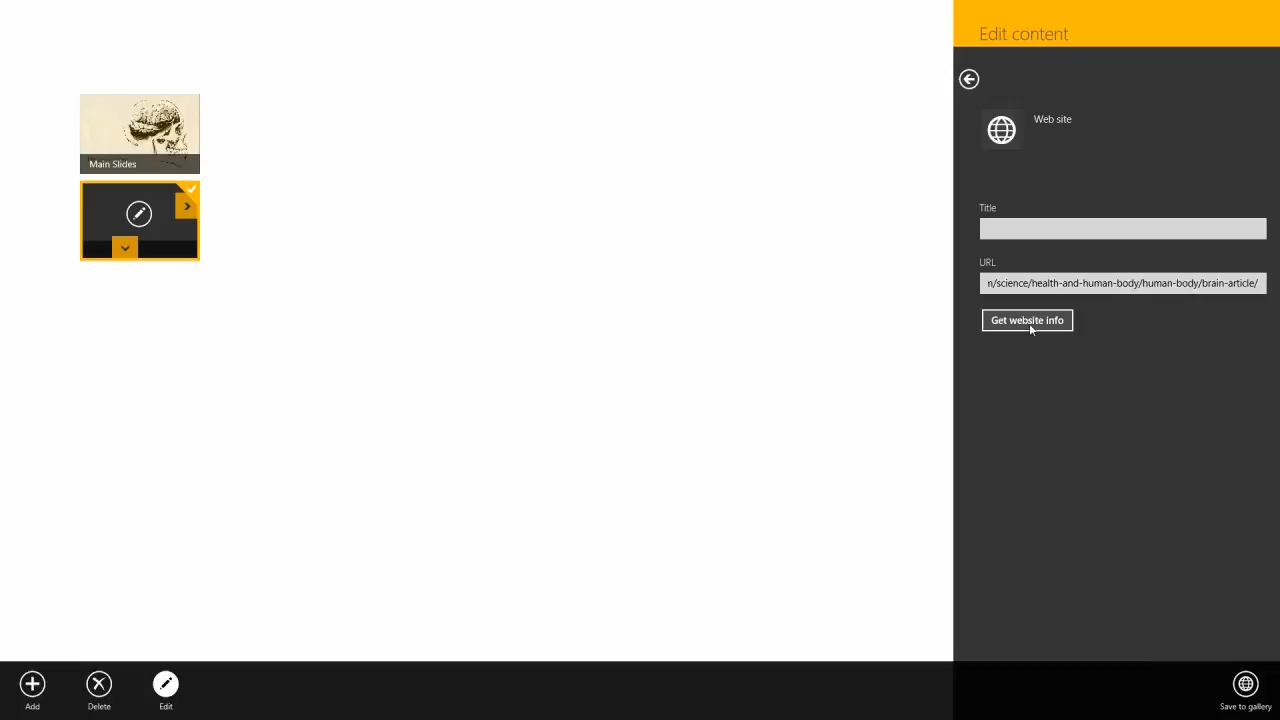 Edit content
Web site
Main Slides
Title
URL
n/science/health-and-human-body/human-body/brain-article/
Get website info
Add
Delete
Edit
Save to gallery